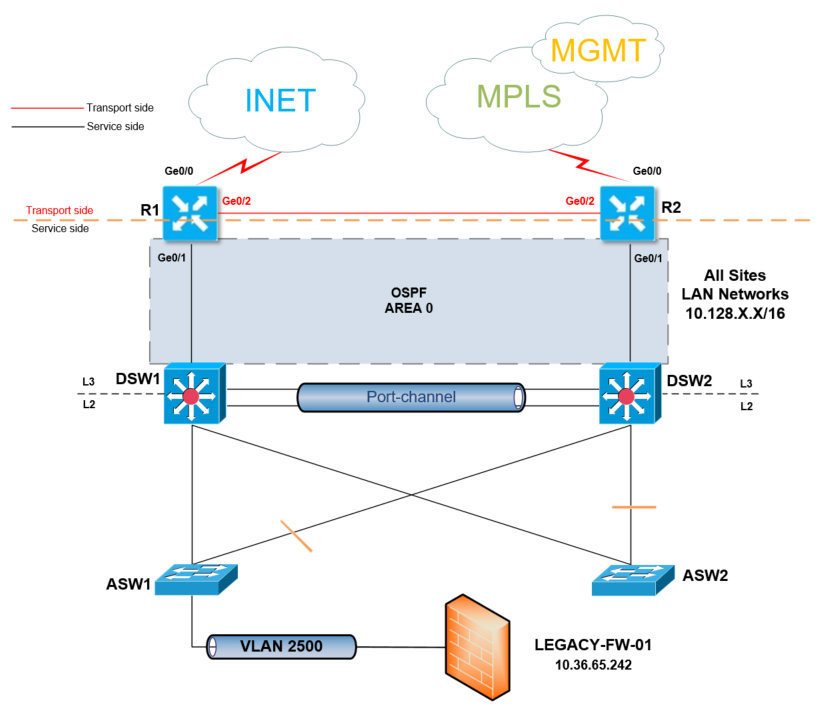 MGMT
INET
MPLS
Transport side
Service side
Ge0/0
Ge0/0
Ge0/2
Ge0/2
R1
R2
Transport side
Service side
Ge0/1
Ge0/1
OSPF
AREA 0
All Sites
LAN Networks
10.128.X.X/16
DSW1
DSW2
L3
L2
Port-channel
L3
L2
ASW1
ASW2
VLAN 2500
LEGACY-FW-01
10.36.65.242